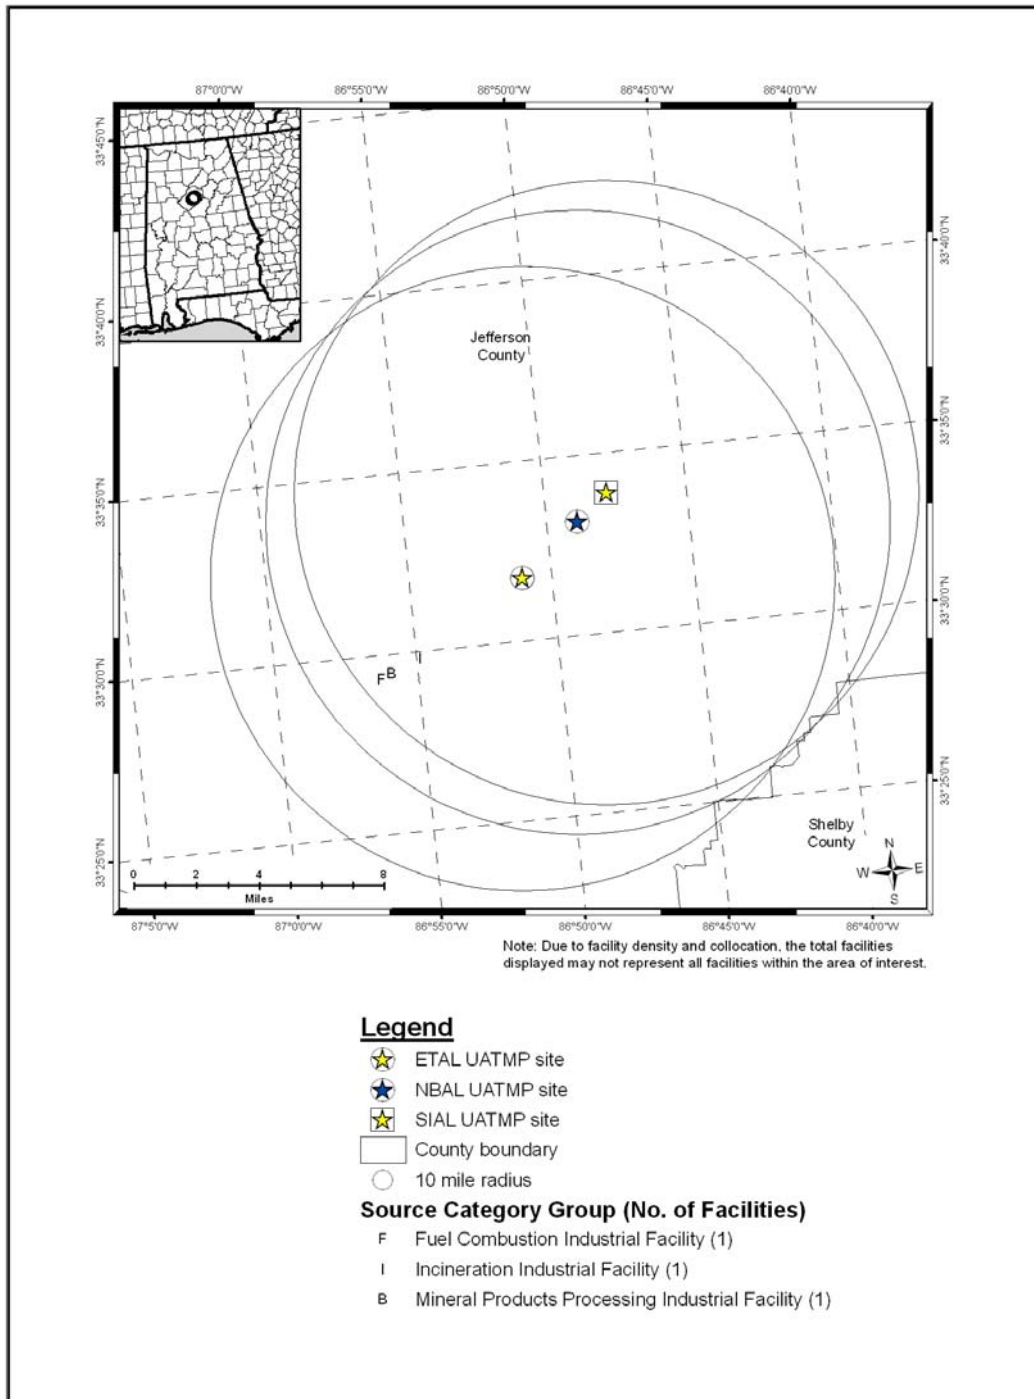 87°0'0"W 86°55'0"W 86°50'0"W 86°45'0"W 86°40'0"W
33°45'0"N
33°40'0"N
33°40'0"N
Jefferson
County
33°35'0"N
33°35'0"N
33°30'0"N
I
F B
33°30'0"N
33°25'0"N
Shelby
County
33°25'0"N
N
W E
S
0 2 4 6 8
Miles
87°5'0"W 87°0'0"W 86°55'0"W 86°50'0"W 86°45'0"W 86°40'0"W
Note: Due to facility density and collocation, the total facilities
displayed may not represent all facilities within the area of interest.
Legend
ETAL UATMP site
NBAL UATMP site
SIAL UATMP site
County boundary
10 mile radius
Source Category Group (No. of Facilities)
F Fuel Combustion Industrial Facility (1)
I Incineration Industrial Facility (1)
B Mineral Products Processing Industrial Facility (1)